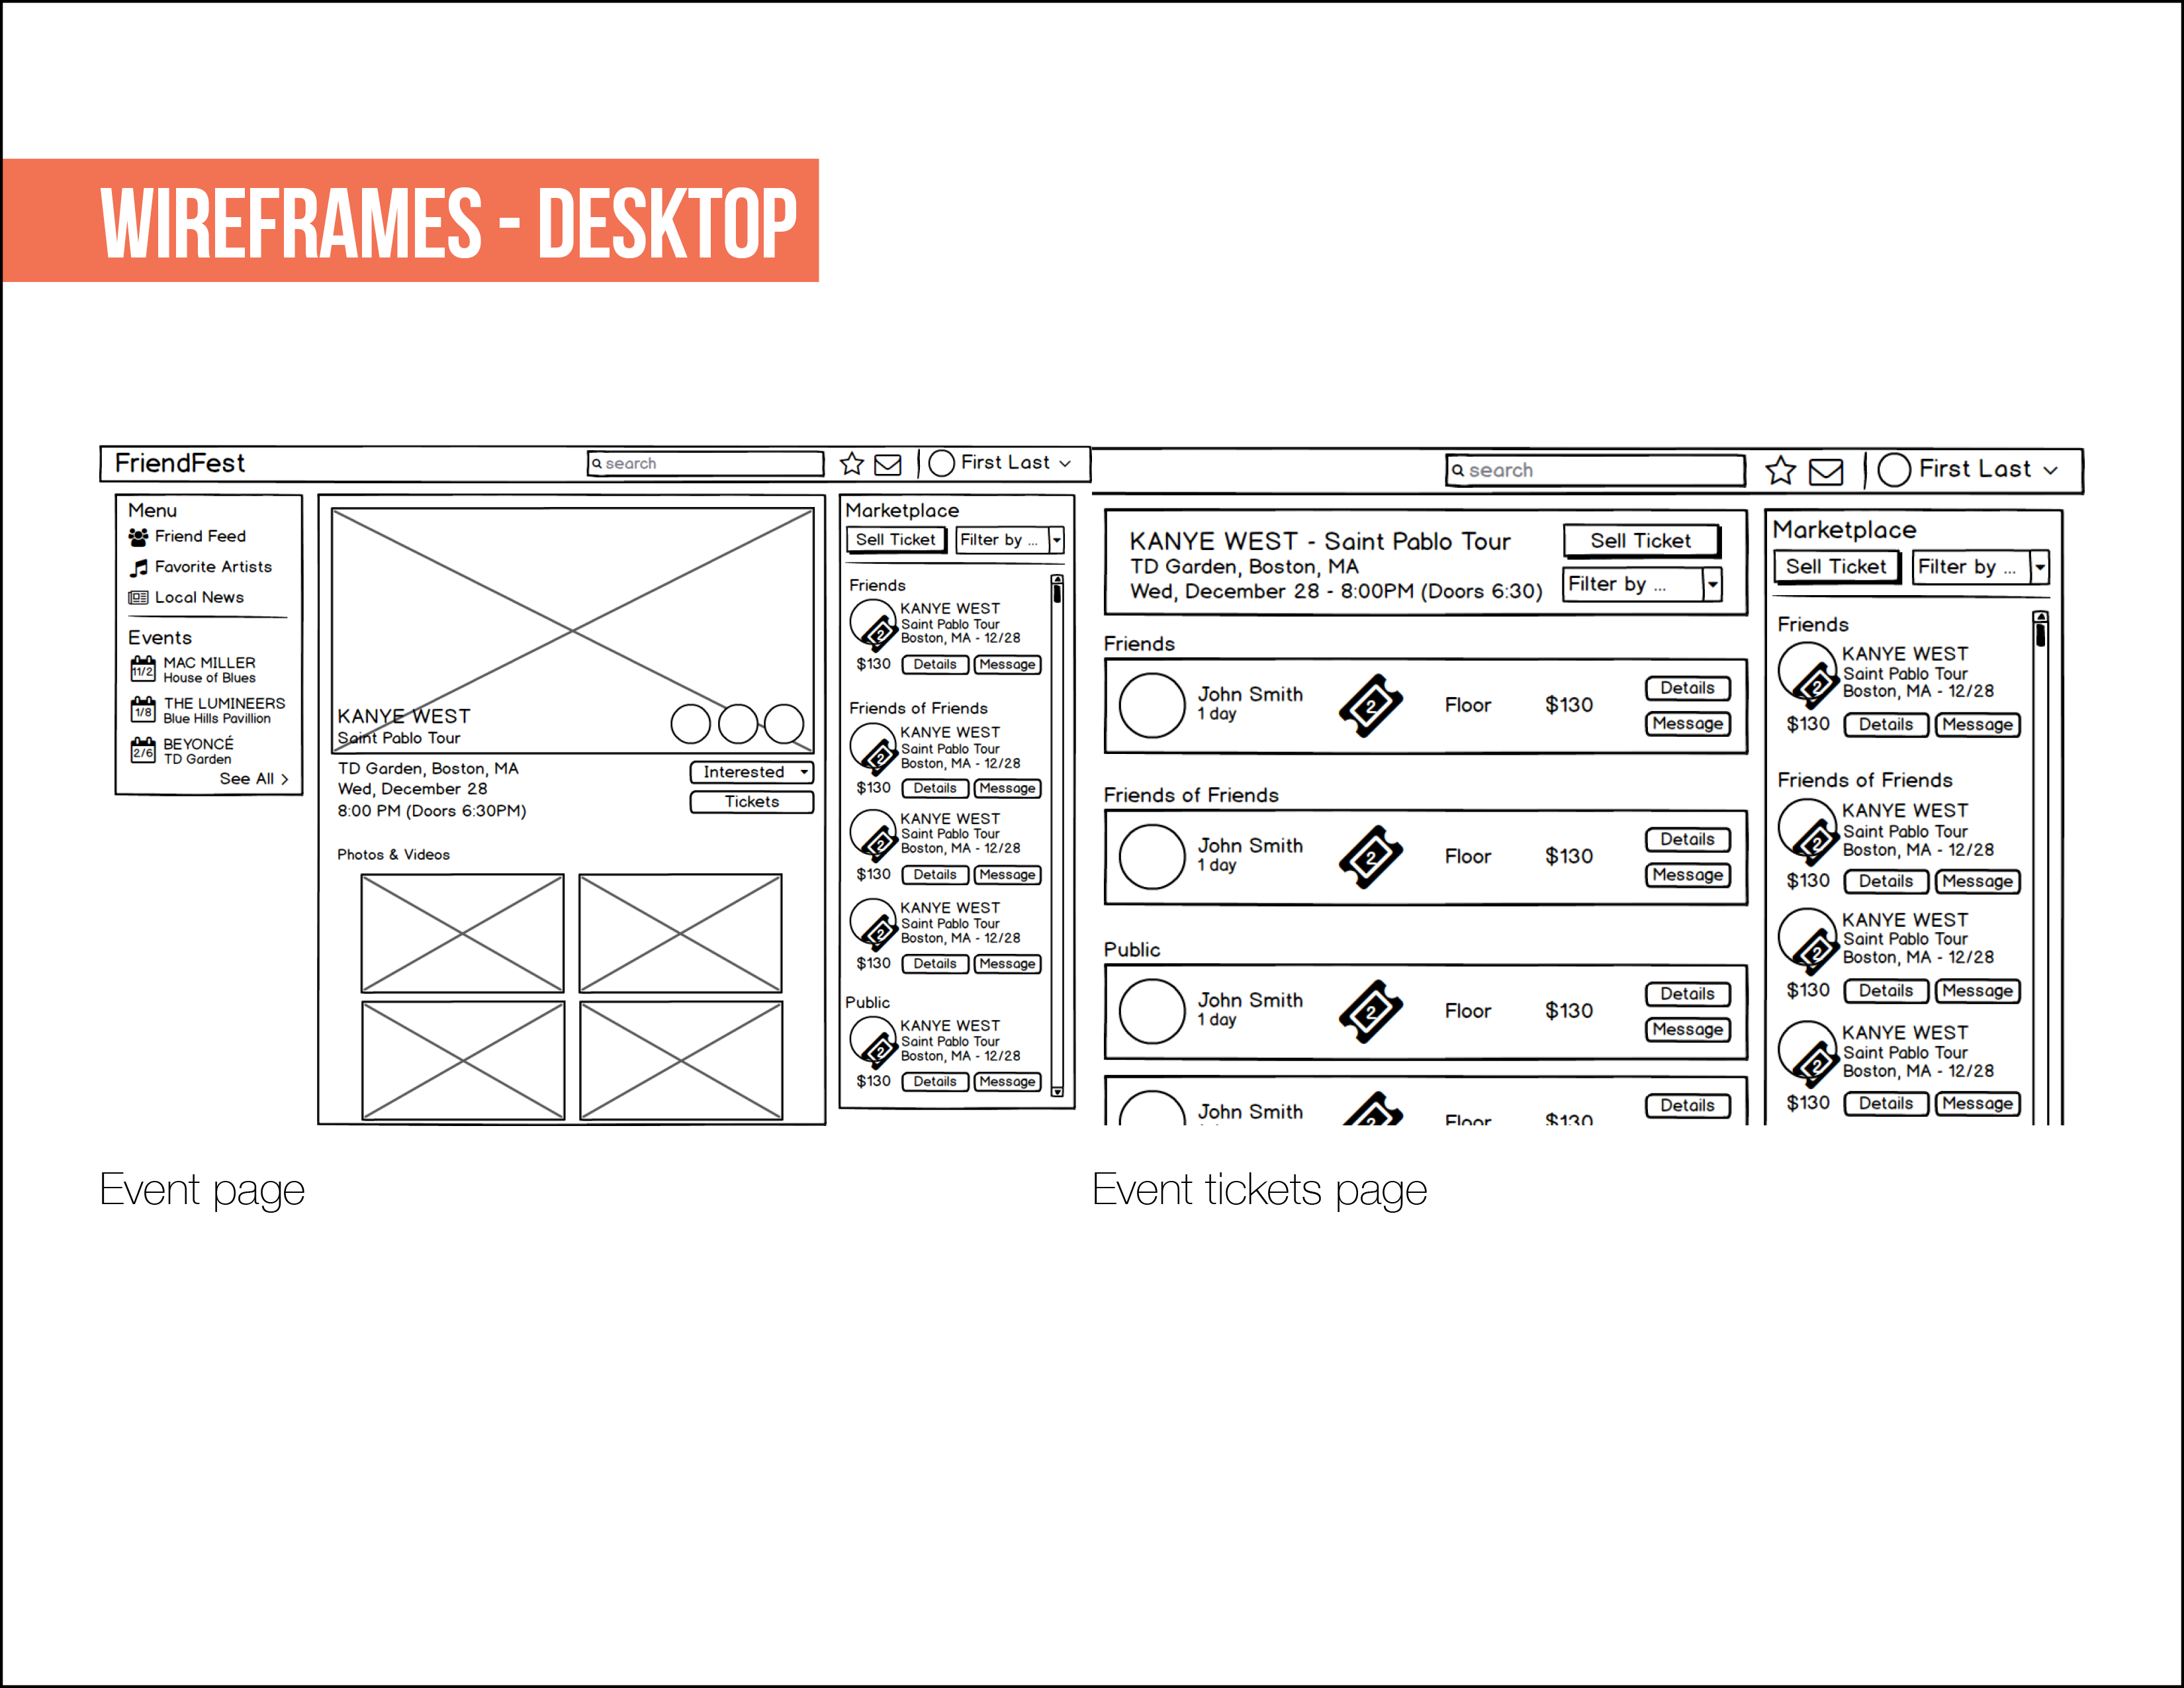 WIREFRAMES - DESKTOP
FriendFest
search
First Last
Menu
Friend Feed
Favorite Artists
Local News
Events
11/2
MAC MILLER
House of Blues
1/8
THE LUMINEERS
Blue Hills Pavillion
2/6
BEYONCÉ
TD Garden
See All >
KANYE WEST
Saint Pablo Tour
TD Garden, Boston, MA
Wed, December 28
8:00 PM (Doors 6:30PM)
Interested
Tickets
Photos & Videos
Marketplace
Sell Ticket
Filter by ...
Friends
2
KANYE WEST
Saint Pablo Tour
Boston, MA - 12/28
$130 Details Message
Friends of Friends
2
KANYE WEST
Saint Pablo Tour
Boston, MA - 12/28
$130 Details Message
2
KANYE WEST
Saint Pablo Tour
Boston, MA - 12/28
$130 Details Message
2
KANYE WEST
Saint Pablo Tour
Boston, MA - 12/28
$130 Details Message
Public
2
KANYE WEST
Saint Pablo Tour
Boston, MA - 12/28
$130 Details Message
Event page
search
First Last
KANYE WEST - Saint Pablo Tour
TD Garden, Boston, MA
Wed, December 28 - 8:00PM (Doors 6:30)
Sell Ticket
Filter by ...
Friends
John Smith
1 day
2
Floor
$130
Details
Message
Friends of Friends
John Smith
1 day
2
Floor
$130
Details
Message
Public
John Smith
1 day
2
Floor
$130
Details
Message
John Smith
2
Floor
$130
Details
Marketplace
Sell Ticket
Filter by ...
Friends
2
KANYE WEST
Saint Pablo Tour
Boston, MA - 12/28
$130 Details Message
Friends of Friends
2
KANYE WEST
Saint Pablo Tour
Boston, MA - 12/28
$130 Details Message
2
KANYE WEST
Saint Pablo Tour
Boston, MA - 12/28
$130 Details Message
2
KANYE WEST
Saint Pablo Tour
Boston, MA - 12/28
$130 Details Message
Event tickets page